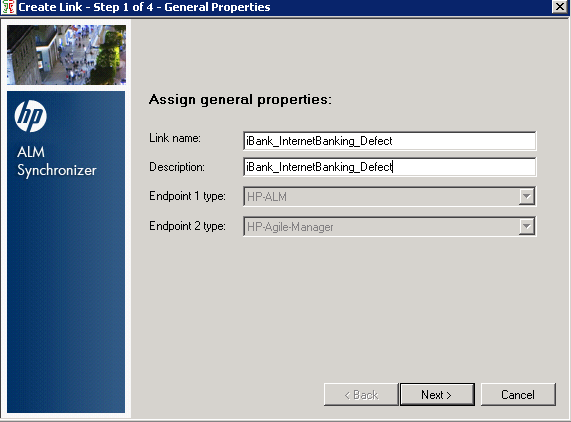 Create Link - Step 1 of 4 - General Properties
hp
ALM
Synchronizer
Assign general properties:
Link name: iBank_InternetBanking_Defect
Description: iBank_InternetBanking_Defect
Endpoint 1 type: HP-ALM
Endpoint 2 type: HP-Agile-Manager
< Back Next > Cancel